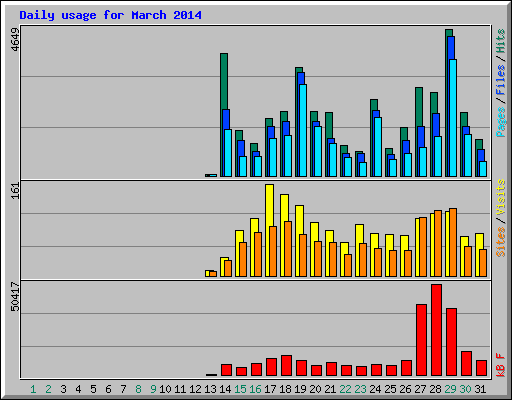 Daily usage for March 2014
4649
161
50417
Pages / Files / Hits
Sites / Visits
kB F
1 2 3 4 5 6 7 8 9 10 11 12 13 14 15 16 17 18 19 20 21 22 23 24 25 26 27 28 29 30 31